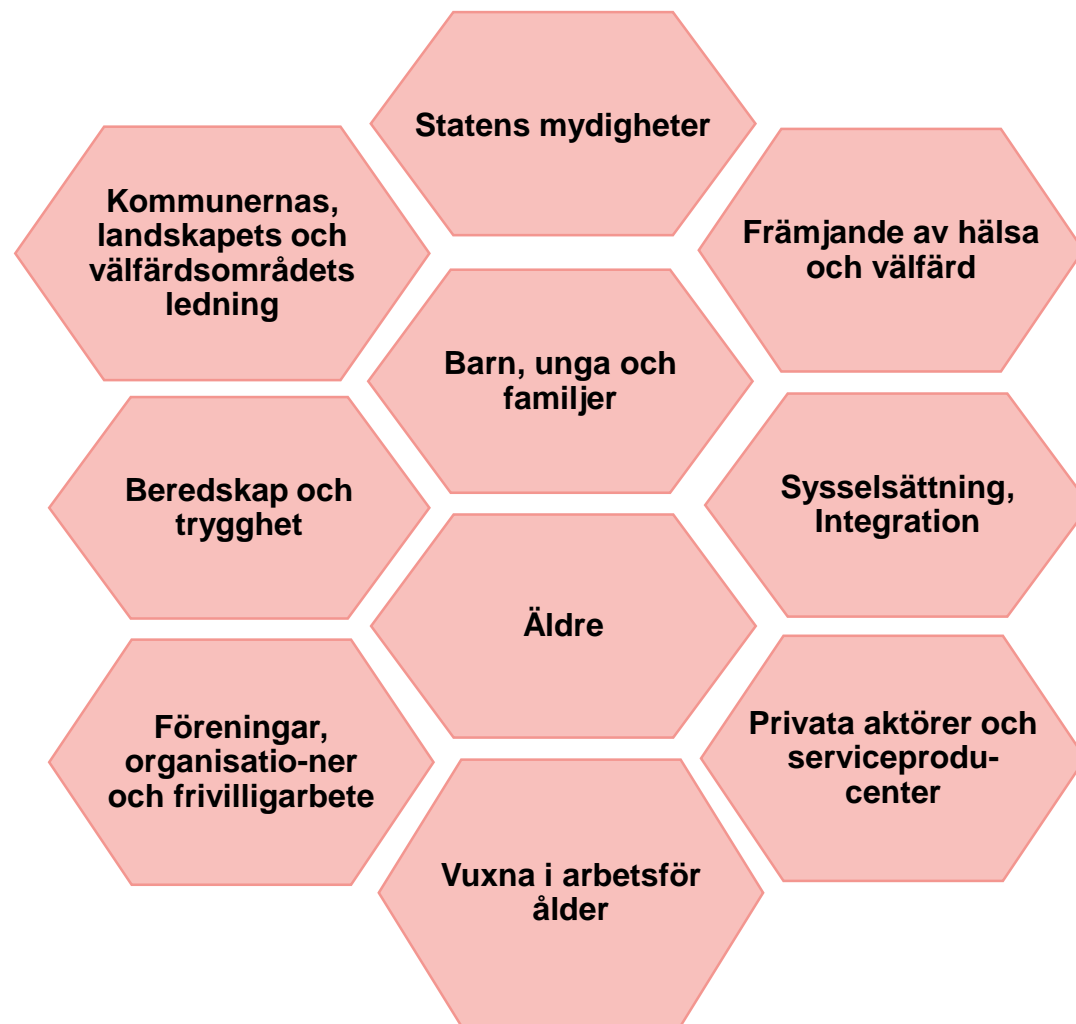 Statens mydigheter
Kommunernas,
landskapets och
välfärdsområdets
ledning
Främjande av hälsa
och välfärd
Barn, unga och
familjer
Beredskap och
trygghet
Sysselsättning,
Integration
Äldre
Föreningar,
organisatio-ner
och frivilligarbete
Privata aktörer och
serviceprodu-
center
Vuxna i arbetsför
ålder